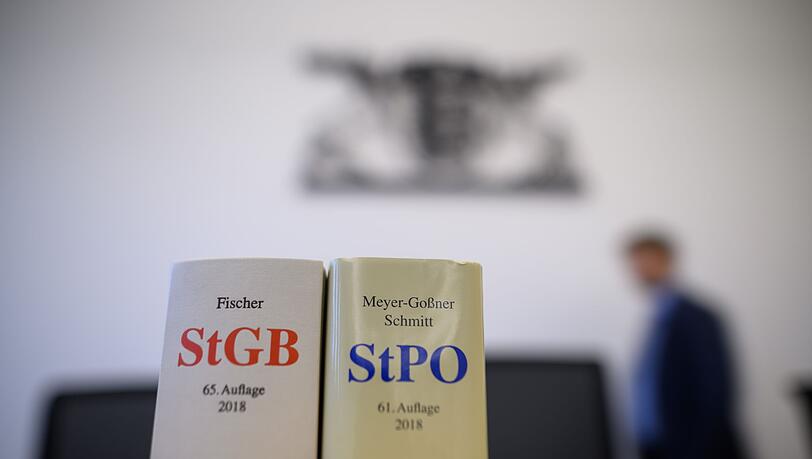 Fischer
StGB
65. Auflage
2018
Meyer-Goßner
Schmitt
StPO
61. Auflage
2018